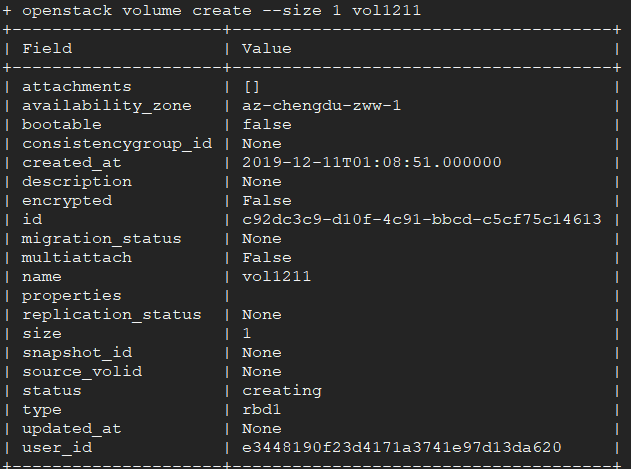 + openstack volume create --size 1 vol1211
+---------------------+--------------------------------------+
| Field               | Value                                |
+---------------------+--------------------------------------+
| attachments         | []                                   |
| availability_zone   | az-chengdu-zww-1                     |
| bootable            | false                                |
| consistencygroup_id | None                                 |
| created_at          | 2019-12-11T01:08:51.000000           |
| description         | None                                 |
| encrypted           | False                                |
| id                  | c92dc3c9-d10f-4c91-bbcd-c5cf75c14613 |
| migration_status    | None                                 |
| multiattach         | False                                |
| name                | vol1211                              |
| properties          |                                      |
| replication_status  | None                                 |
| size                | 1                                    |
| snapshot_id         | None                                 |
| source_volid        | None                                 |
| status              | creating                             |
| type                | rbd1                                 |
| updated_at          | None                                 |
| user_id             | e3448190f23d4171a3741e97d13da620     |
+---------------------+--------------------------------------+